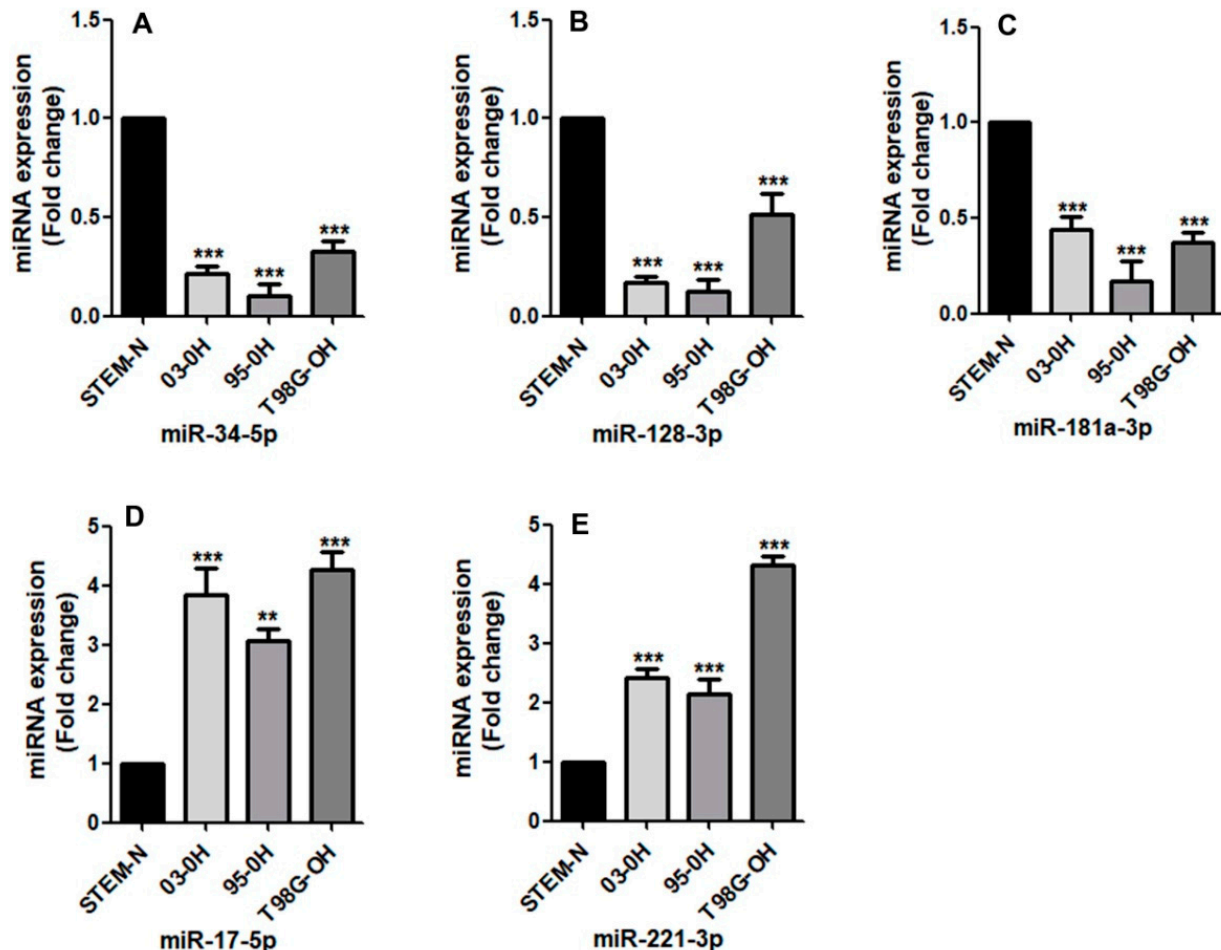 A
miRNA expression
(Fold change)
1.5
1.0
0.5
0.0
***
***
***
STEM-N
03-0H
95-0H
T98G-OH
miR-34-5p
B
miRNA expression
(Fold change)
1.5
1.0
0.5
0.0
***
***
***
STEM-N
03-0H
95-0H
T98G-OH
miR-128-3p
C
miRNA expression
(Fold change)
1.5
1.0
0.5
0.0
***
***
***
STEM-N
03-0H
95-0H
T98G-OH
miR-181a-3p
D
miRNA expression
(Fold change)
5
4
3
2
1
0
***
**
***
STEM-N
03-0H
95-0H
T98G-OH
miR-17-5p
E
miRNA expression
(Fold change)
5
4
3
2
1
0
***
***
***
STEM-N
03-0H
95-0H
T98G-OH
miR-221-3p